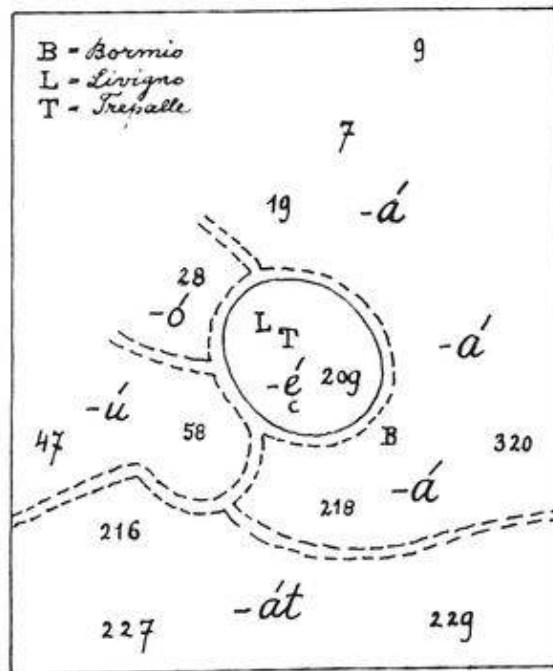 B = Bormio
L = Livigno
T = Trepalle
9
7
19 -á
28
-ó
L
T
-á
-ẹ́ 209
-ú
58
B
47
320
-á
218
216
-át
227
229